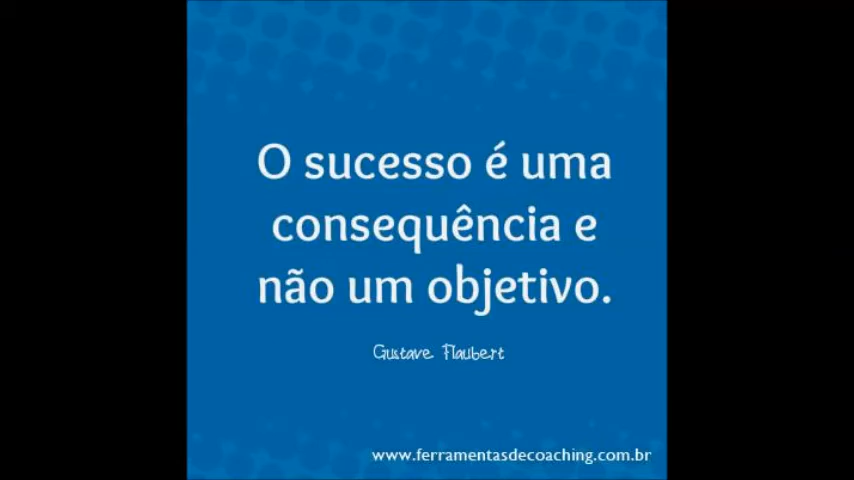 O sucesso é uma
consequência e
não um objetivo.
Gustave Flaubert
www.ferramentasdecoaching.com.br